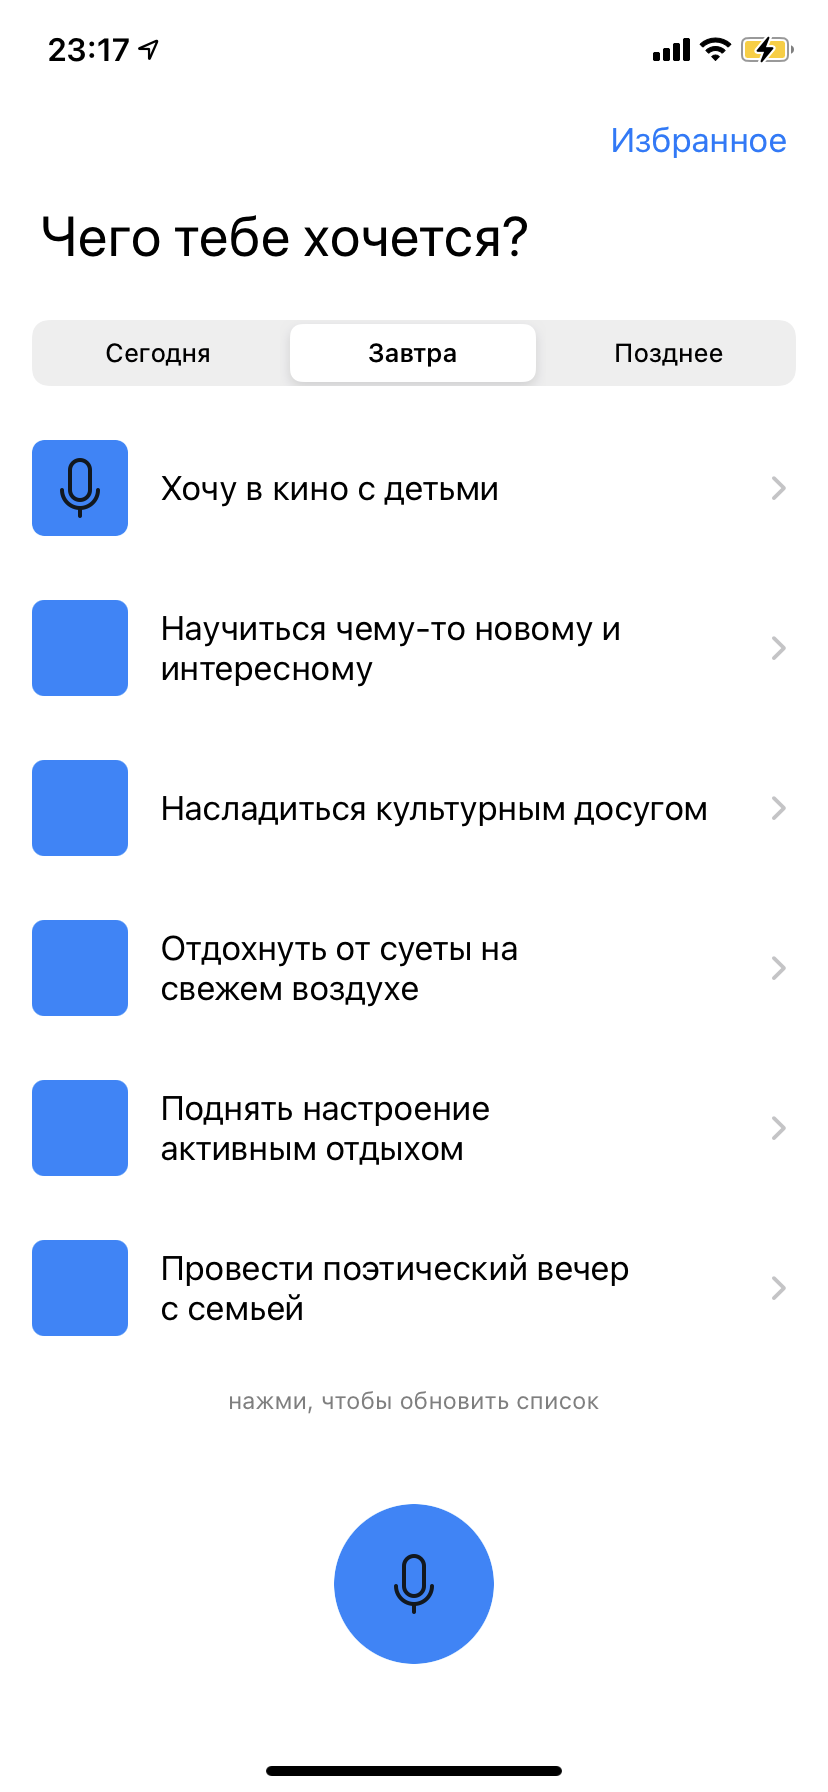 23:17
Избранное
Чего тебе хочется?
Сегодня Завтра Позднее
Хочу в кино с детьми
Научиться чему-то новому и
интересному
Насладиться культурным досугом
Отдохнуть от суеты на
свежем воздухе
Поднять настроение
активным отдыхом
Провести поэтический вечер
с семьей
нажми, чтобы обновить список